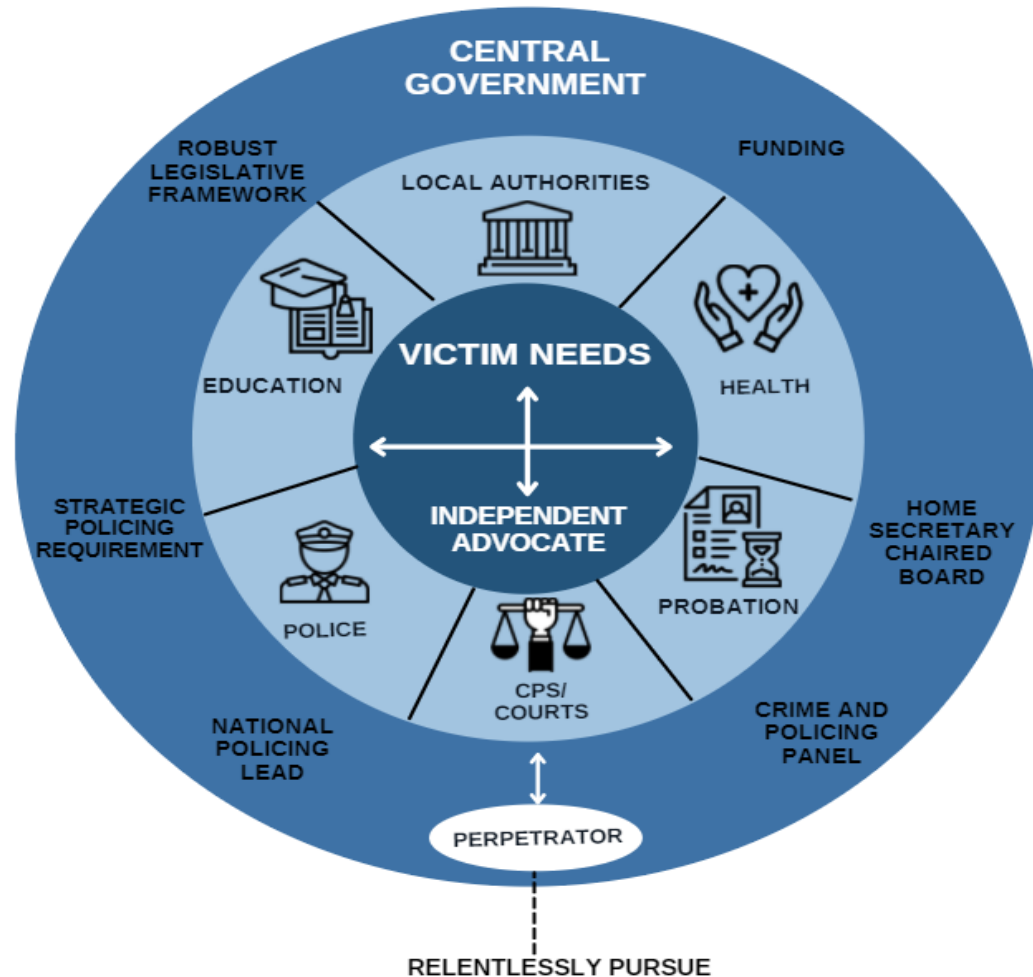 CENTRAL
GOVERNMENT
ROBUST
LEGISLATIVE
FRAMEWORK
FUNDING
LOCAL AUTHORITIES
EDUCATION
HEALTH
VICTIM NEEDS
INDEPENDENT
ADVOCATE
STRATEGIC
POLICING
REQUIREMENT
HOME
SECRETARY
CHAIRED
BOARD
POLICE
PROBATION
CPS/
COURTS
NATIONAL
POLICING
LEAD
CRIME AND
POLICING
PANEL
PERPETRATOR
RELENTLESSLY PURSUE